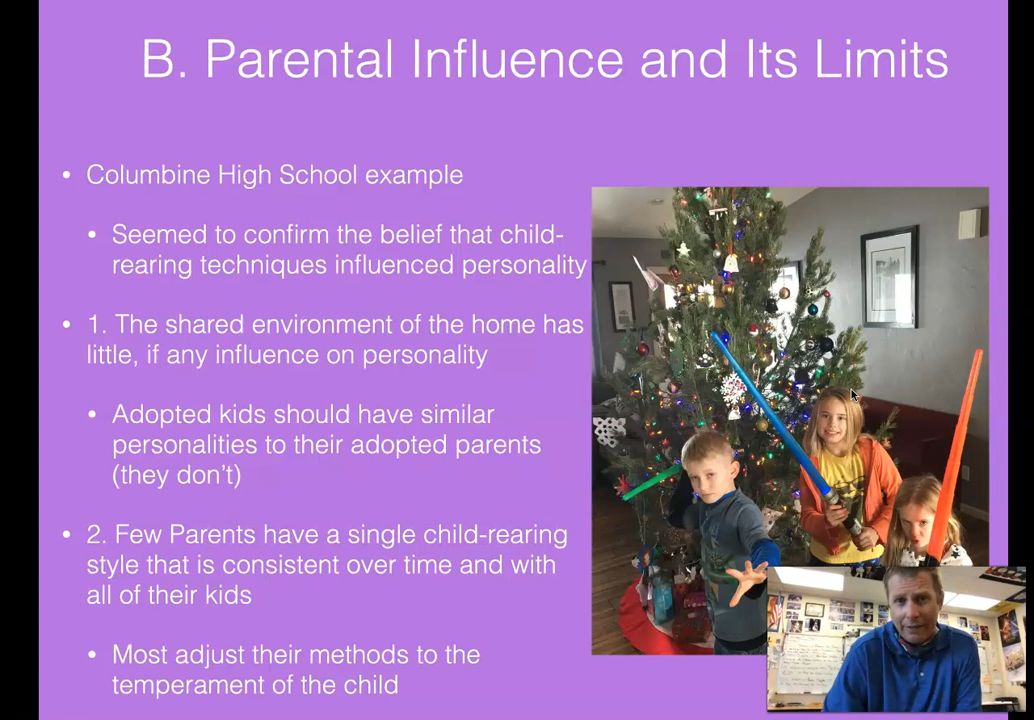 B. Parental Influence and Its Limits
• Columbine High School example
• Seemed to confirm the belief that child-
rearing techniques influenced personality
• 1. The shared environment of the home has
little, if any influence on personality
• Adopted kids should have similar
personalities to their adopted parents
(they don't)
• 2. Few Parents have a single child-rearing
style that is consistent over time and with
all of their kids
• Most adjust their methods to the
temperament of the child